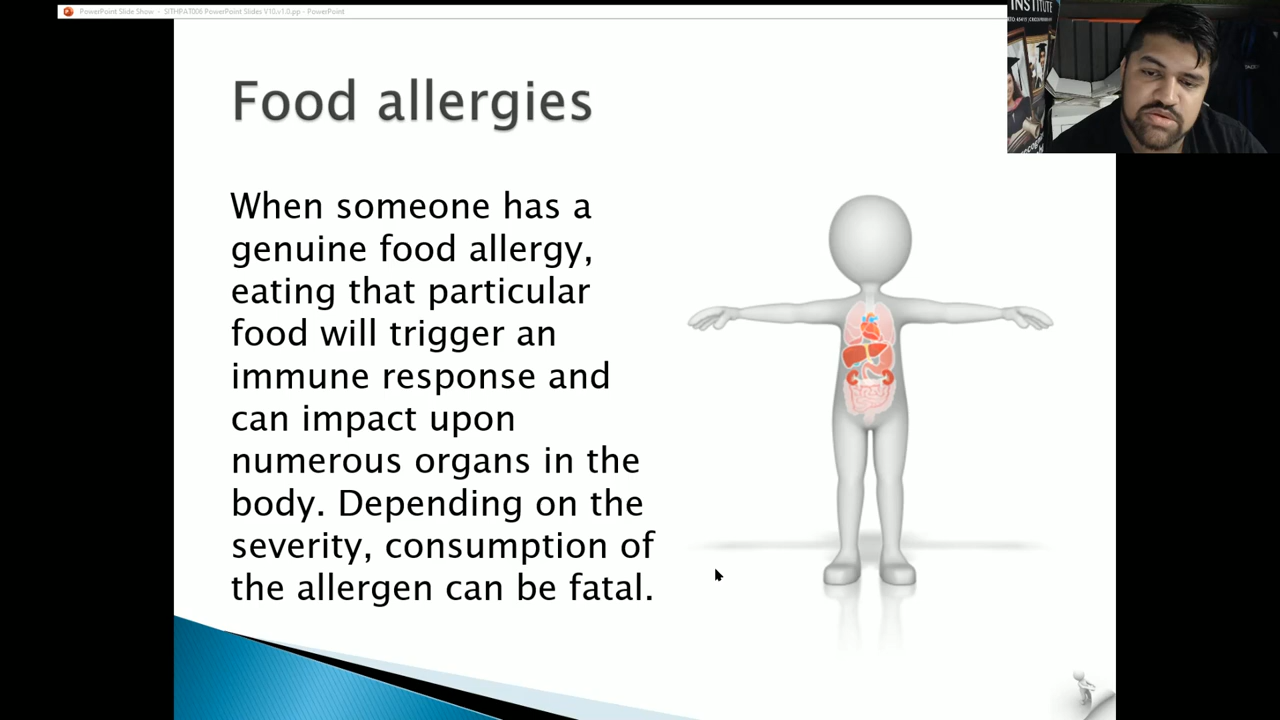 PowerPoint Slide Show - SITHPAT006 PowerPoint Slides V10.v1.0.pp - PowerPoint
INSTITUTE
Food allergies
When someone has a
genuine food allergy,
eating that particular
food will trigger an
immune response and
can impact upon
numerous organs in the
body. Depending on the
severity, consumption of
the allergen can be fatal.